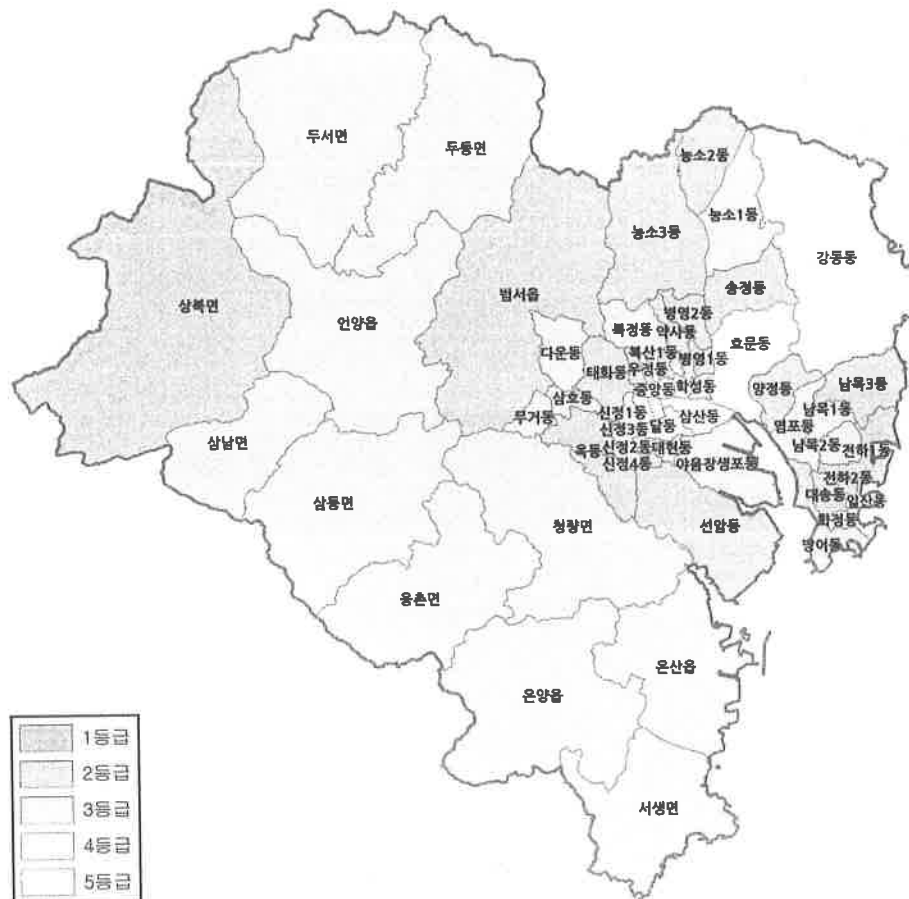 두서면
두동면
농소2동
농소1동
농소3동
강동동
상북면
범서읍
송정동
언양읍
병영2동
북정동
약사동
효문동
다운동
북산1동
병영1동
태화동
우정동
중앙동
학성동
양정동
남목3동
삼호동
무거동
신정1동
달동
삼산동
남목1동
염포동
신정3동
옥동
신정2동
대현동
남목2동
전하1동
신정4동
야음장생포동
삼남면
전하2동
삼동면
대송동
일산동
청량면
선암동
화정동
방어동
웅촌면
온양읍
온산읍
서생면
1등급
2등급
3등급
4등급
5등급